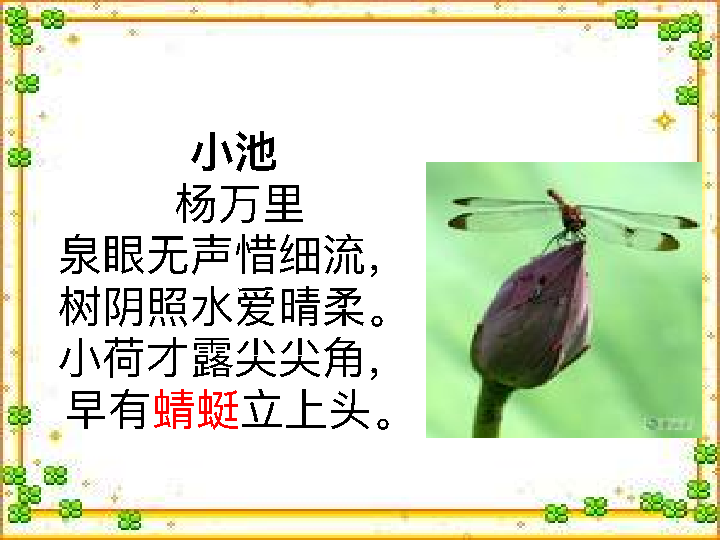 小池
杨万里
泉眼无声惜细流，
树阴照水爱晴柔。
小荷才露尖尖角，
早有蜻蜓立上头。